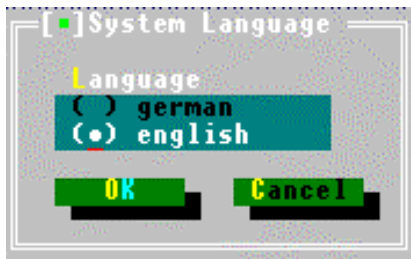 [▪]System Language
Language
( ) german
(•) english
OK Cancel